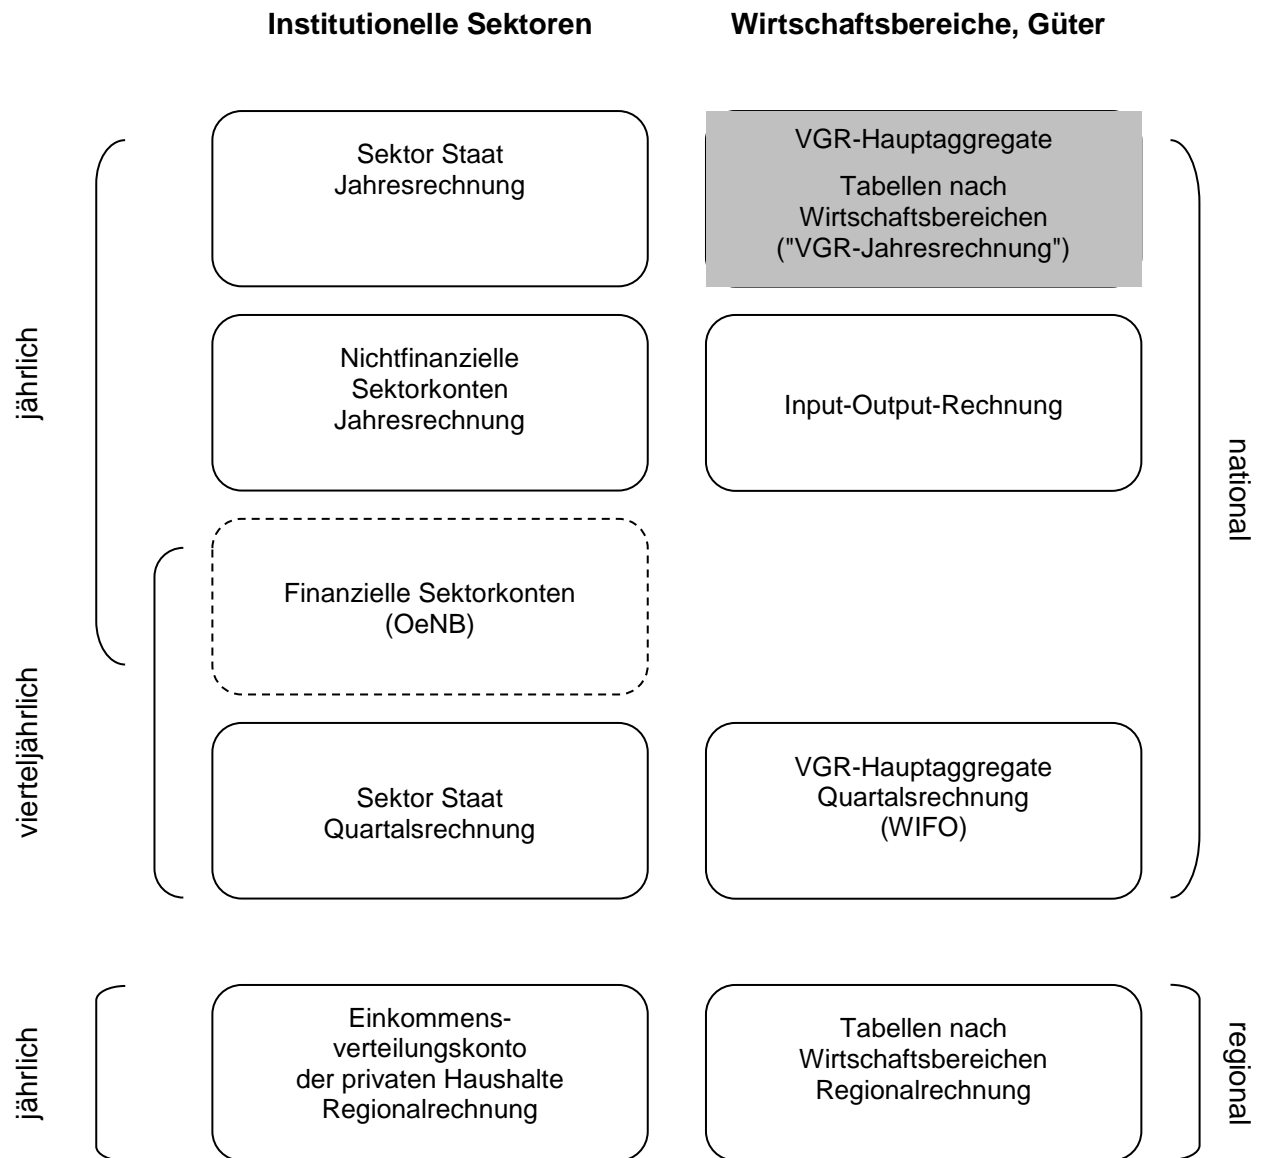 Institutionelle Sektoren
Wirtschaftsbereiche, Güter
jährlich
Sektor Staat
Jahresrechnung
VGR-Hauptaggregate
Tabellen nach
Wirtschaftsbereichen
("VGR-Jahresrechnung")
national
Nichtfinanzielle
Sektorkonten
Jahresrechnung
Input-Output-Rechnung
Finanzielle Sektorkonten
(OeNB)
vierteljährlich
Sektor Staat
Quartalsrechnung
VGR-Hauptaggregate
Quartalsrechnung
(WIFO)
jährlich
Einkommens-
verteilungskonto
der privaten Haushalte
Regionalrechnung
Tabellen nach
Wirtschaftsbereichen
Regionalrechnung
regional